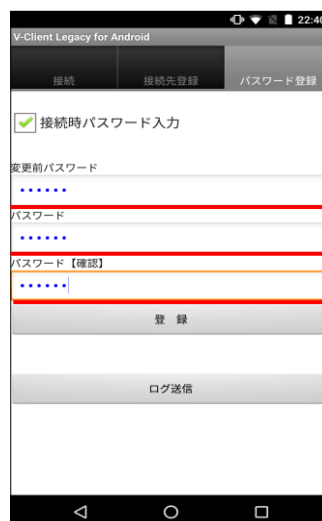 22:40
V-Client Legacy for Android
接続 接続先登録 パスワード登録
接続時パスワード入力
変更前パスワード
••••••
パスワード
••••••
パスワード【確認】
••••••
登 録
ログ送信